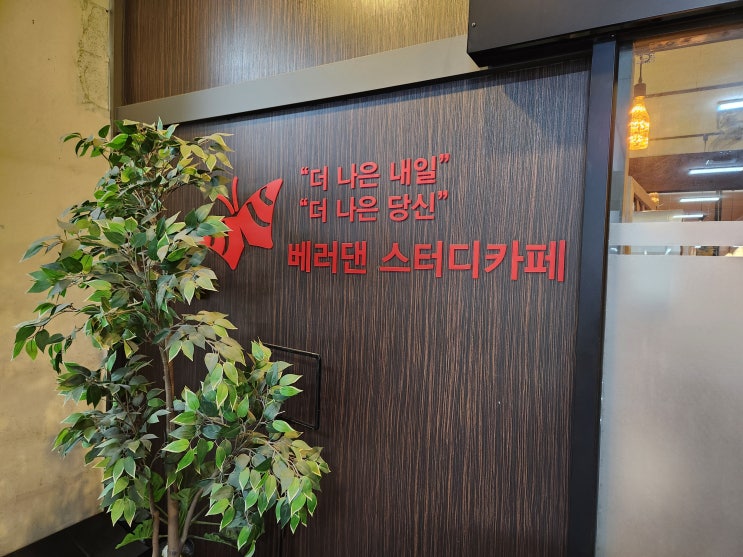 “더 나은 내일”
“더 나은 당신”
베러댄 스터디카페